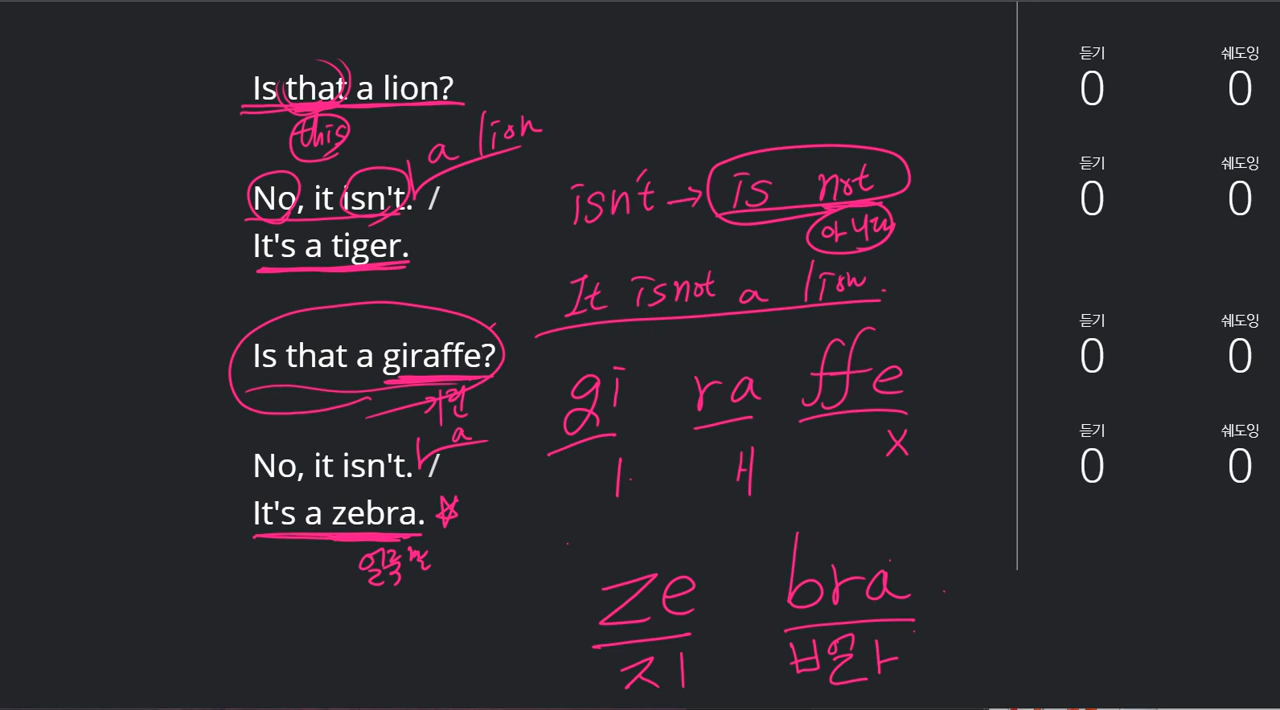 Is that a lion?
this
a lion
No, it isn't. /
It's a tiger.
isn't → is not
아니다
It is not a lion.
Is that a giraffe?
기린
a
No, it isn't. /
It's a zebra.
얼룩말
gi ra ffe
ㅣ ㅐ x
ze bra
지
듣기 쉐도잉
0 0
듣기 쉐도잉
0 0
듣기 쉐도잉
0 0
듣기 쉐도잉
0 0